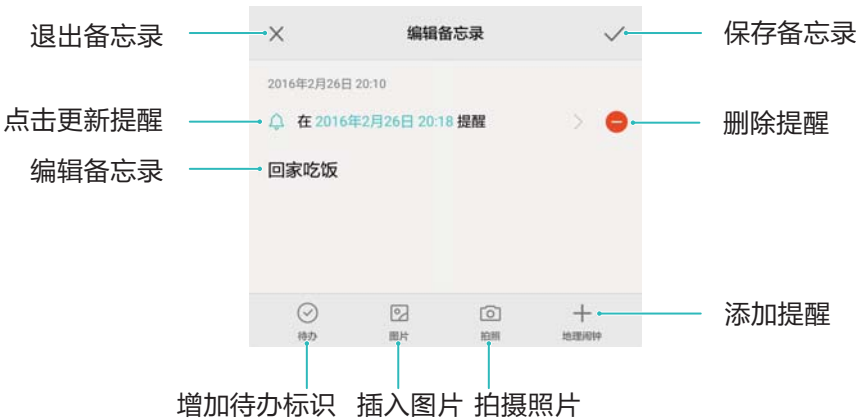 退出备忘录
编辑备忘录
保存备忘录
2016年2月26日 20:10
点击更新提醒
在 2016年2月26日 20:18 提醒
删除提醒
编辑备忘录
回家吃饭
添加提醒
待办
图片
拍照
地理闹钟
增加待办标识
插入图片
拍摄照片